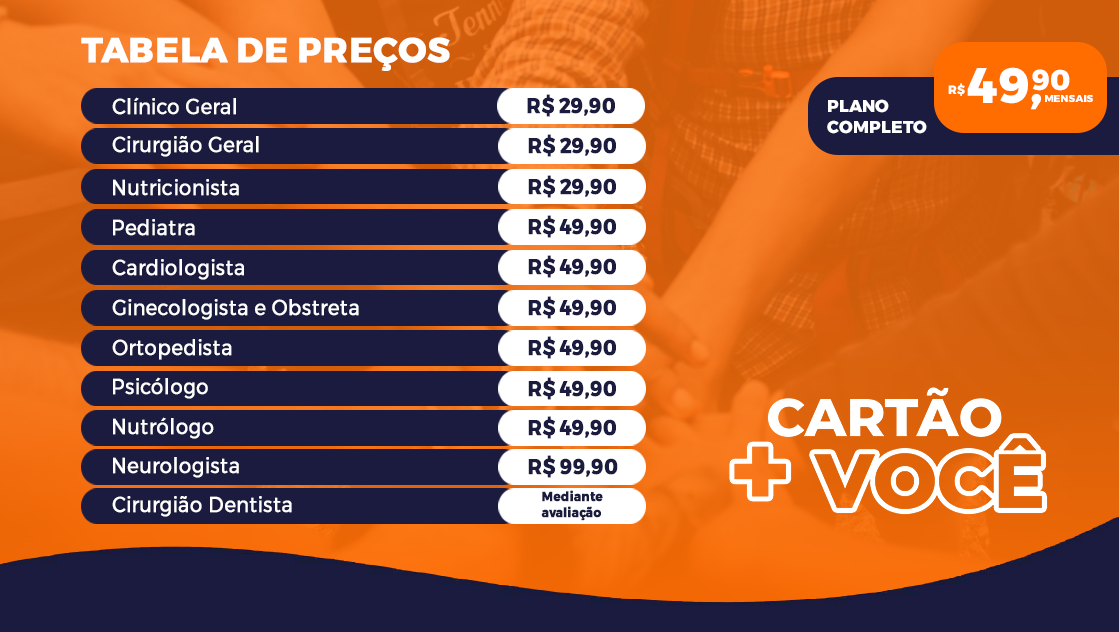 TABELA DE PREÇOS
Clínico Geral R$ 29,90
Cirurgião Geral R$ 29,90
Nutricionista R$ 29,90
Pediatra R$ 49,90
Cardiologista R$ 49,90
Ginecologista e Obstreta R$ 49,90
Ortopedista R$ 49,90
Psicólogo R$ 49,90
Nutrólogo R$ 49,90
Neurologista R$ 99,90
Cirurgião Dentista Mediante
avaliação
PLANO
COMPLETO
R$ 49,90
MENSAIS
CARTÃO
+ VOCÊ